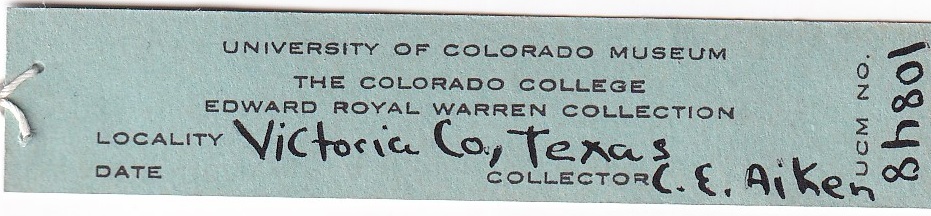 UNIVERSITY OF COLORADO MUSEUM
THE COLORADO COLLEGE
EDWARD ROYAL WARREN COLLECTION
LOCALITY Victoria Co., Texas
DATE COLLECTOR C. E. Aiken
UCM NO.
10848